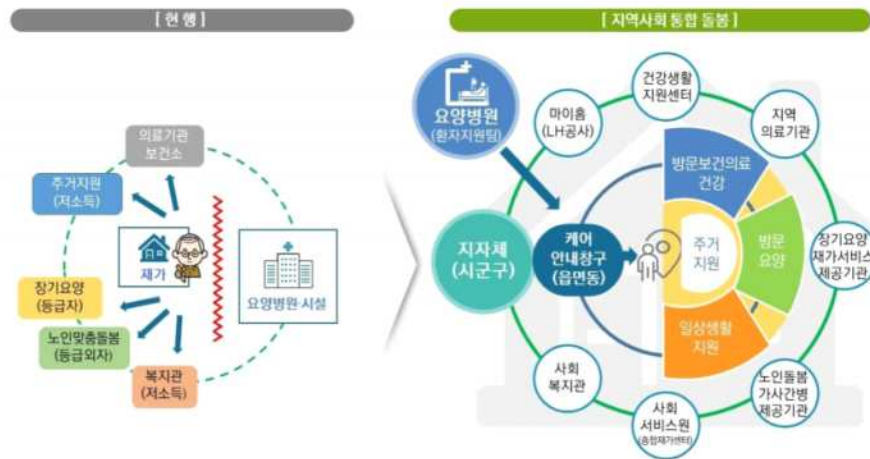 [ 현 행 ]
의료기관
보건소
주거지원
(저소득)
재가
요양병원·시설
장기요양
(등급자)
노인맞춤돌봄
(등급외자)
복지관
(저소득)
[ 지역사회 통합 돌봄 ]
요양병원
(환자지원팀)
마이홈
(LH공사)
건강생활
지원센터
지역
의료기관
방문보건의료
건강
지자체
(시군구)
케어
안내창구
(읍면동)
주거
지원
방문
요양
장기요양
재가서비스
제공기관
일상생활
지원
사회
복지관
사회
서비스원
(종합재가센터)
노인돌봄
가사간병
제공기관